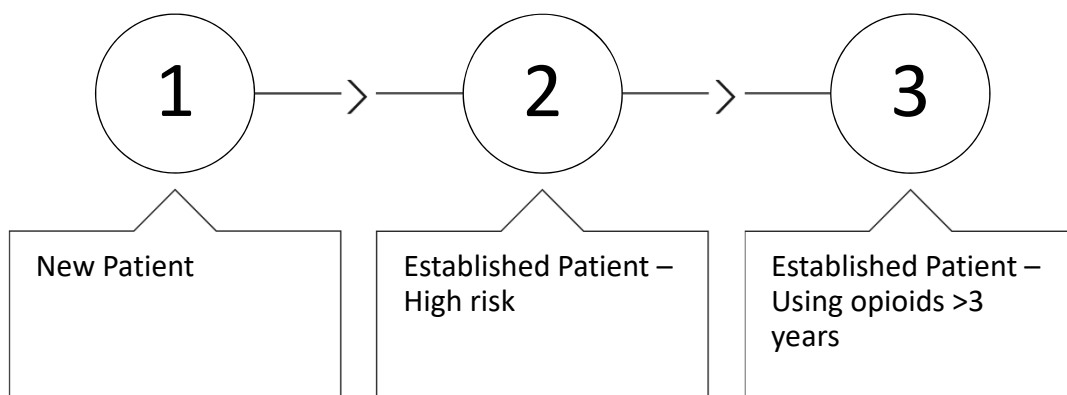 1
2
3
New Patient
Established Patient –
High risk
Established Patient –
Using opioids >3
years